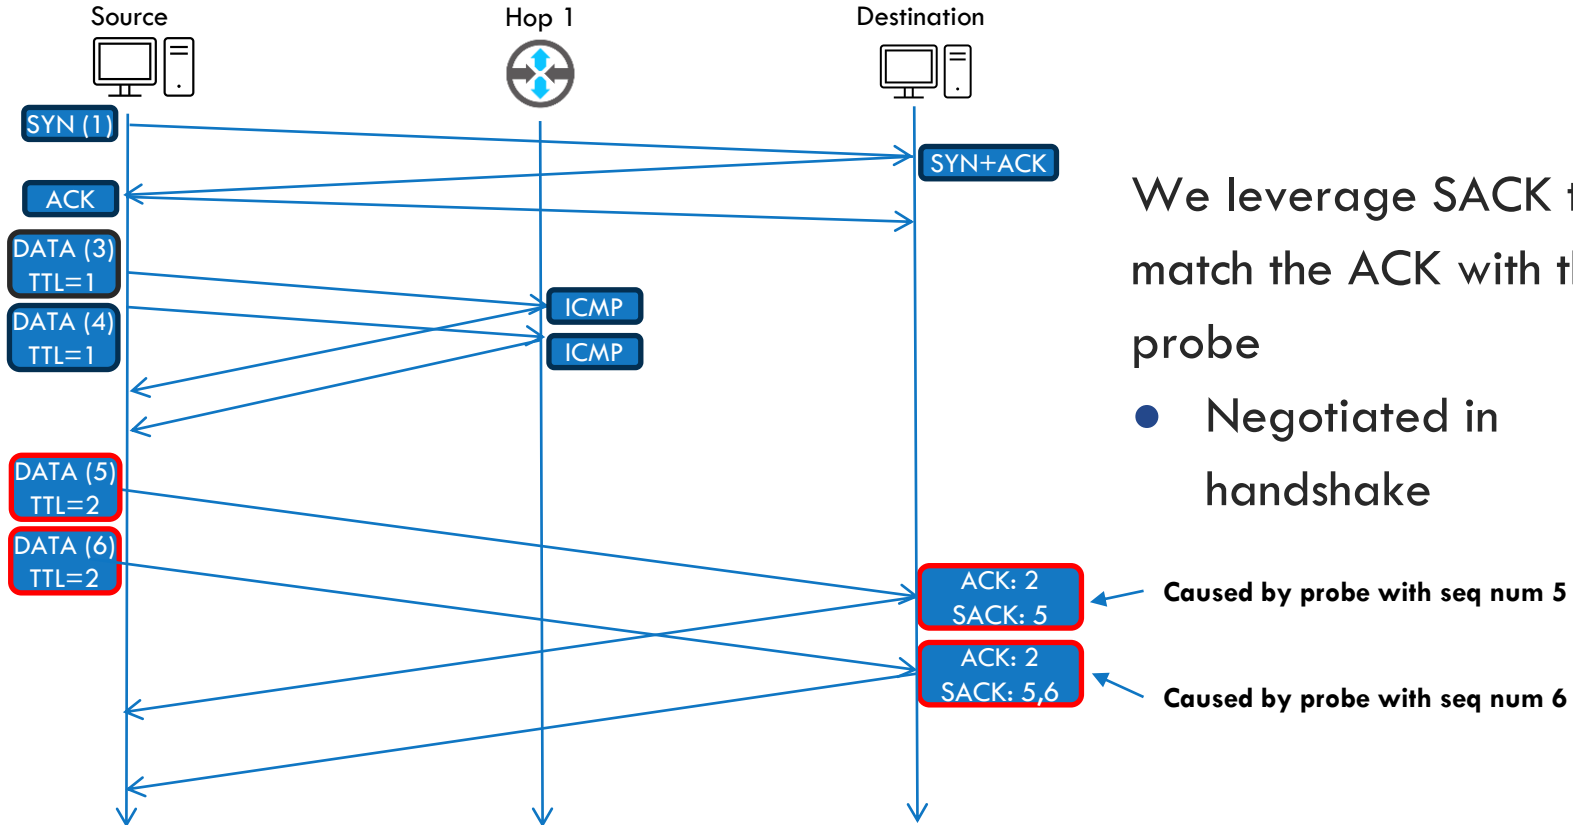 Source
Hop 1
Destination
SYN (1)
SYN+ACK
ACK
DATA (3)
TTL=1
DATA (4)
TTL=1
ICMP
ICMP
DATA (5)
TTL=2
DATA (6)
TTL=2
ACK: 2
SACK: 5
ACK: 2
SACK: 5,6
Caused by probe with seq num 5
Caused by probe with seq num 6
We leverage SACK
match the ACK with
probe
● Negotiated in
handshake